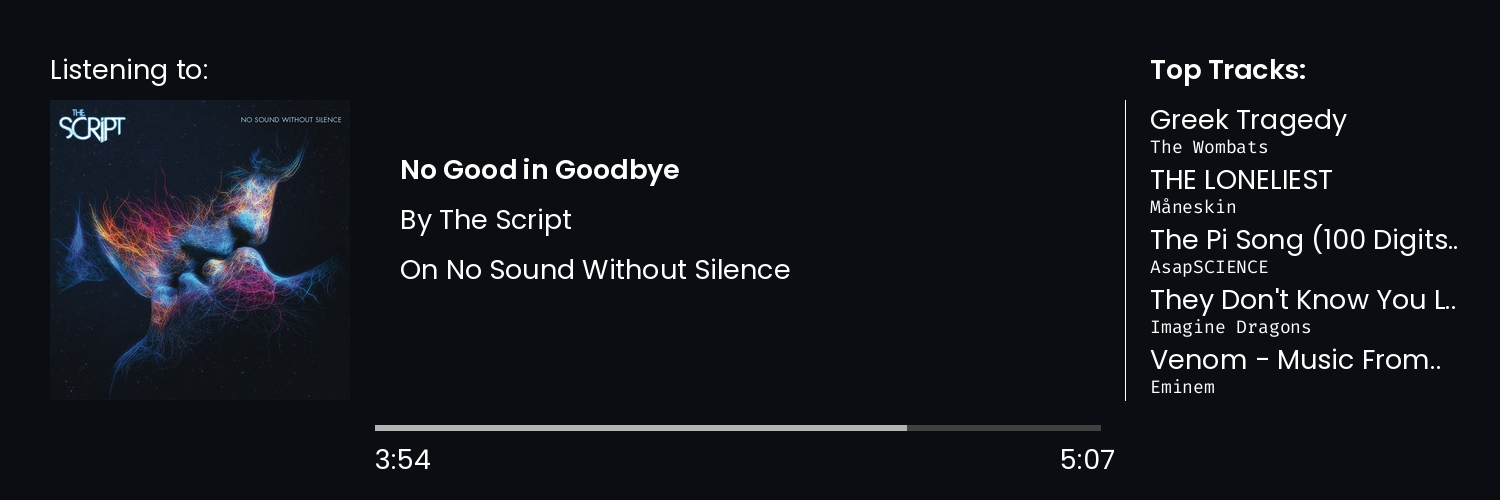 Listening to:
THE
SCRIPT
NO SOUND WITHOUT SILENCE
No Good in Goodbye
By The Script
On No Sound Without Silence
3:54
5:07
Top Tracks:
Greek Tragedy
The Wombats
THE LONELIEST
Måneskin
The Pi Song (100 Digits..
AsapSCIENCE
They Don't Know You L..
Imagine Dragons
Venom - Music From..
Eminem